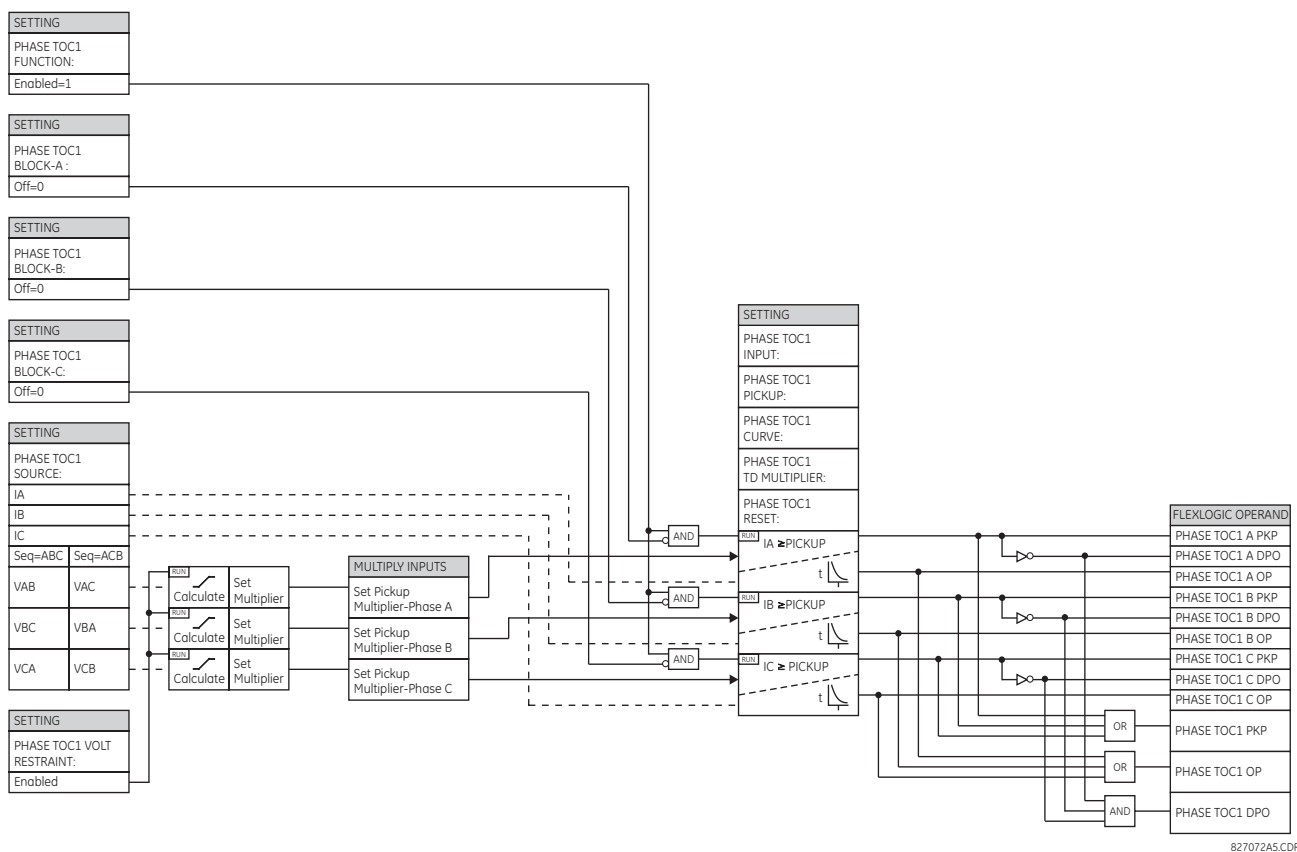 SETTING
PHASE TOC1
FUNCTION:
Enabled=1
SETTING
PHASE TOC1
BLOCK-A :
Off=0
SETTING
PHASE TOC1
BLOCK-B:
Off=0
SETTING
PHASE TOC1
BLOCK-C:
Off=0
SETTING
PHASE TOC1
SOURCE:
IA
IB
IC
Seq=ABC Seq=ACB
VAB VAC
VBC VBA
VCA VCB
SETTING
PHASE TOC1 VOLT
RESTRAINT:
Enabled
RUN
Calculate
Set
Multiplier
RUN
Calculate
Set
Multiplier
RUN
Calculate
Set
Multiplier
MULTIPLY INPUTS
Set Pickup
Multiplier-Phase A
Set Pickup
Multiplier-Phase B
Set Pickup
Multiplier-Phase C
AND
AND
AND
SETTING
PHASE TOC1
INPUT:
PHASE TOC1
PICKUP:
PHASE TOC1
CURVE:
PHASE TOC1
TD MULTIPLIER:
PHASE TOC1
RESET:
RUN IA ≥PICKUP
t
RUN IB ≥PICKUP
t
RUN IC ≥ PICKUP
t
OR
OR
AND
FLEXLOGIC OPERAND
PHASE TOC1 A PKP
PHASE TOC1 A DPO
PHASE TOC1 A OP
PHASE TOC1 B PKP
PHASE TOC1 B DPO
PHASE TOC1 B OP
PHASE TOC1 C PKP
PHASE TOC1 C DPO
PHASE TOC1 C OP
PHASE TOC1 PKP
PHASE TOC1 OP
PHASE TOC1 DPO
827072A5.CDR